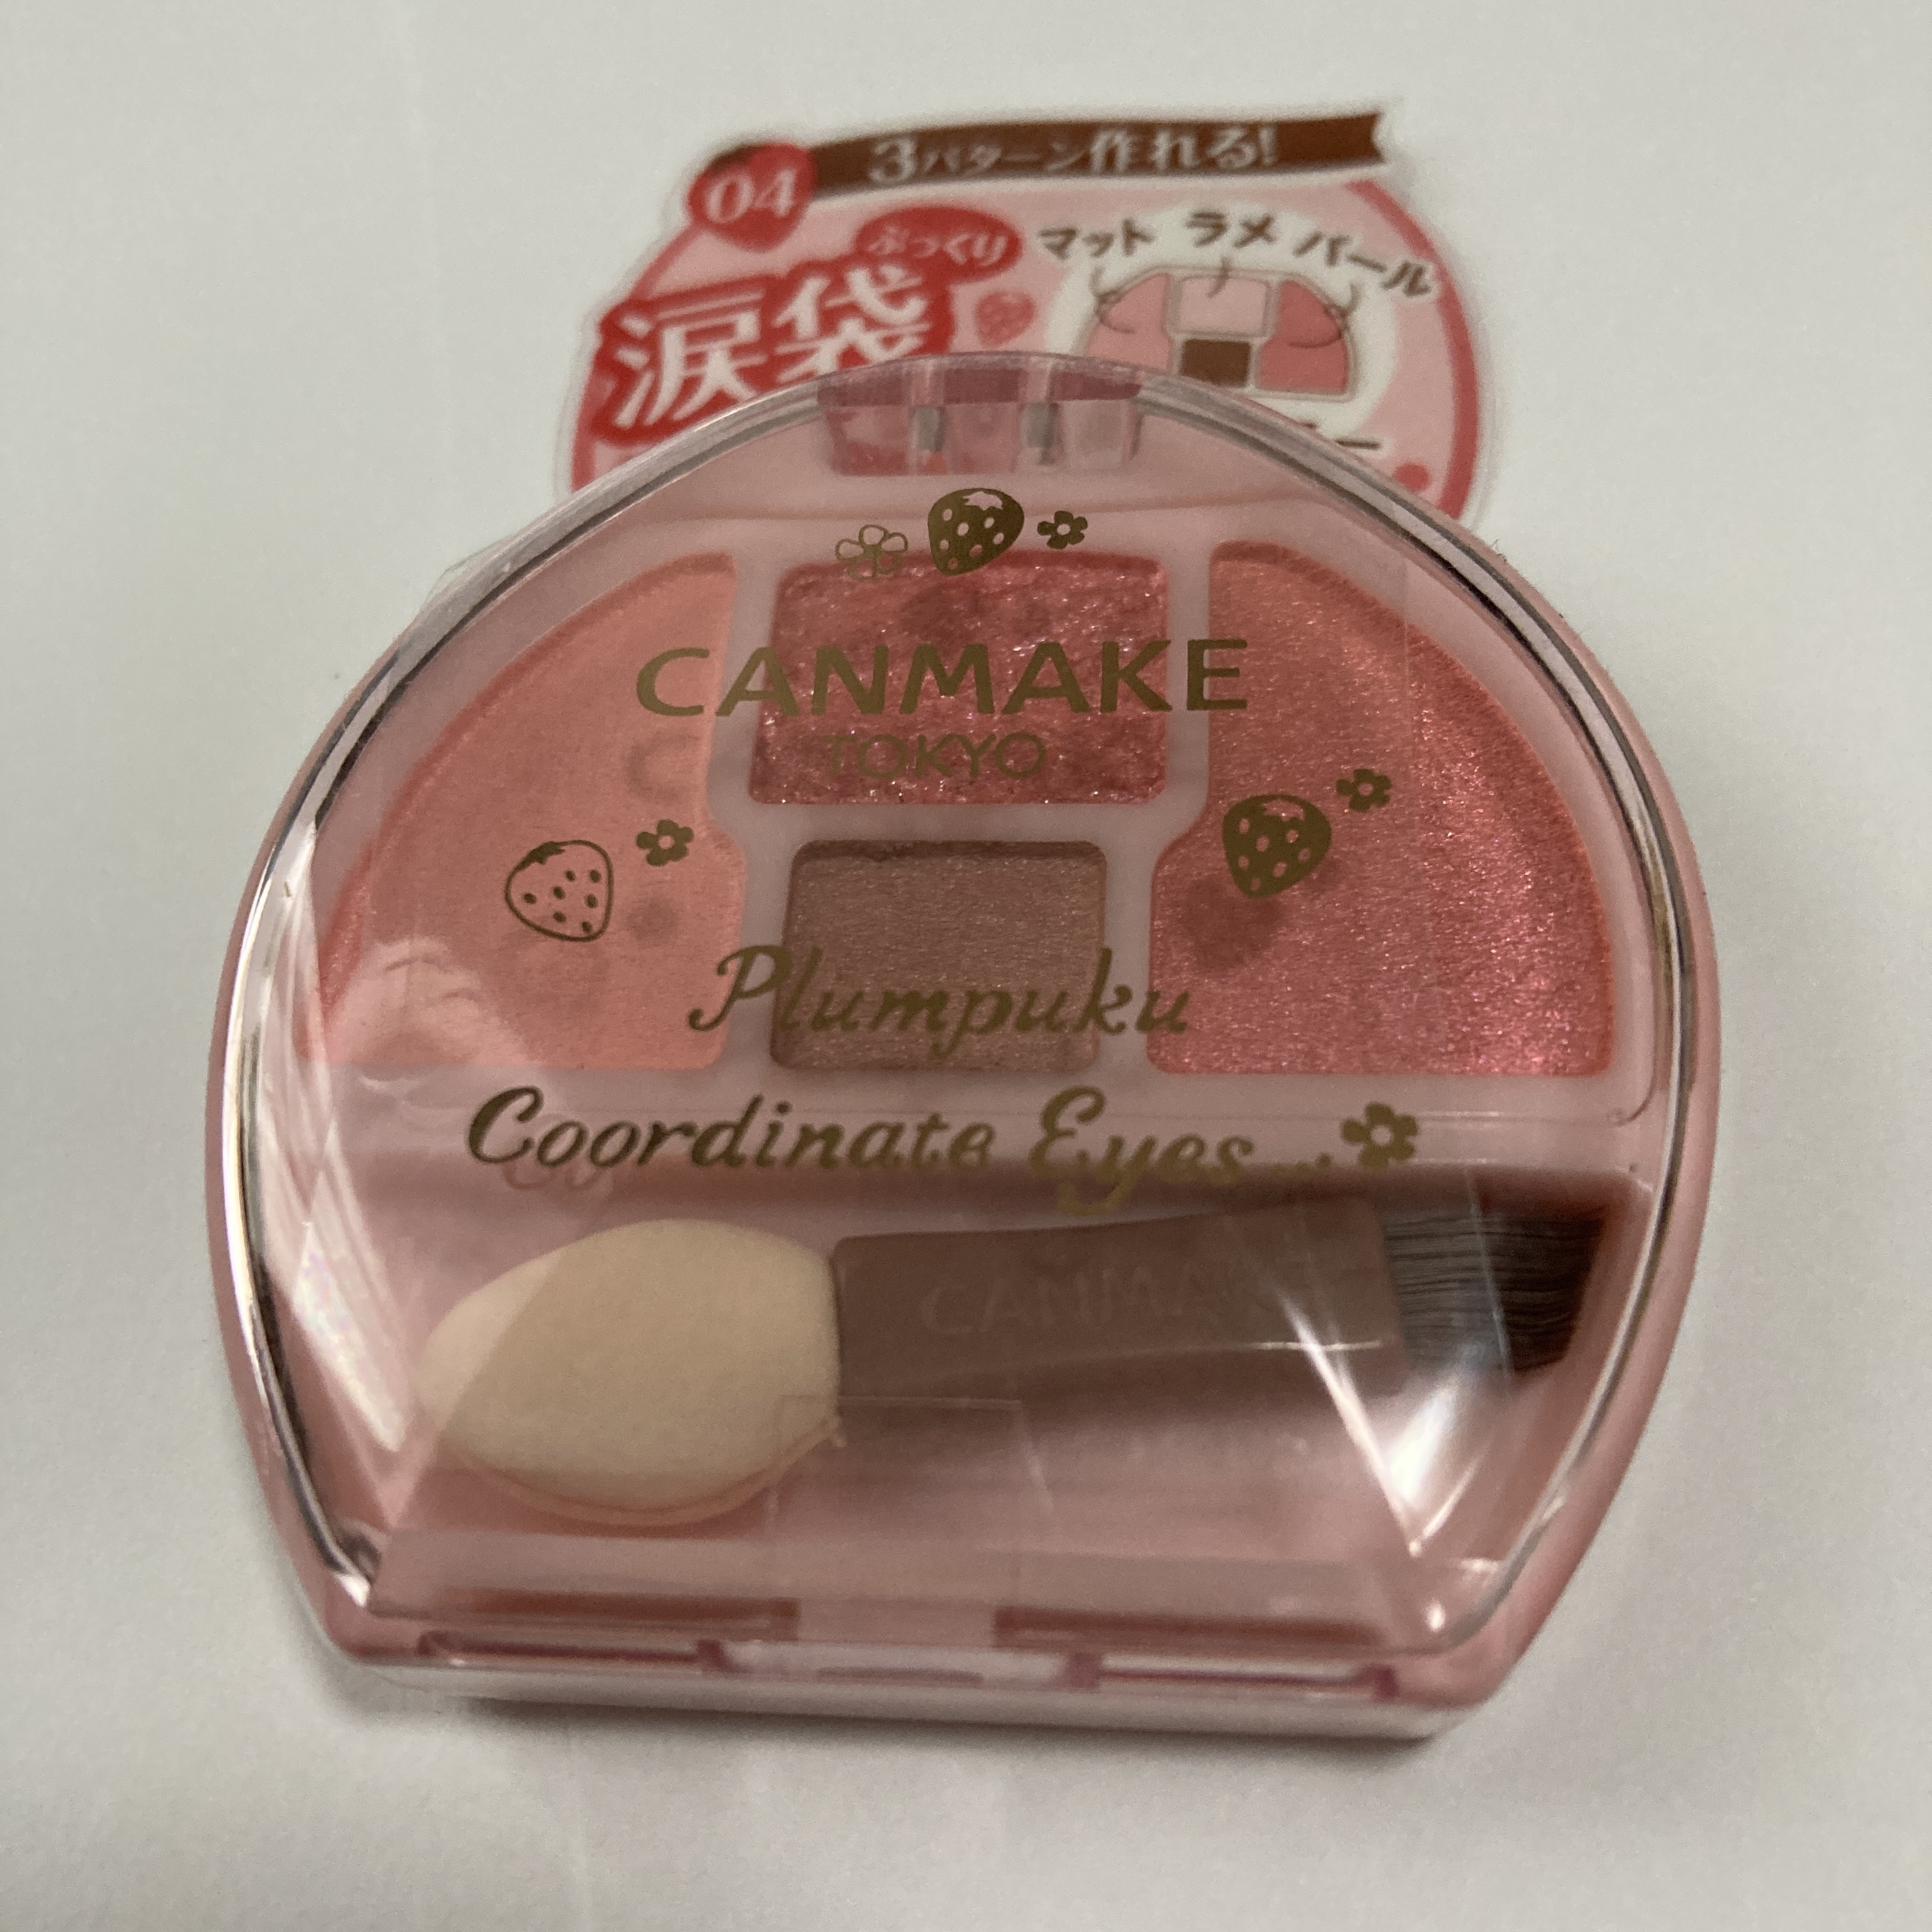 3パターン作れる!
04
ぷっくり
涙袋
マット ラメ パール
CANMAKE
TOKYO
Plumpuku
Coordinate Eyes
CANMAKE